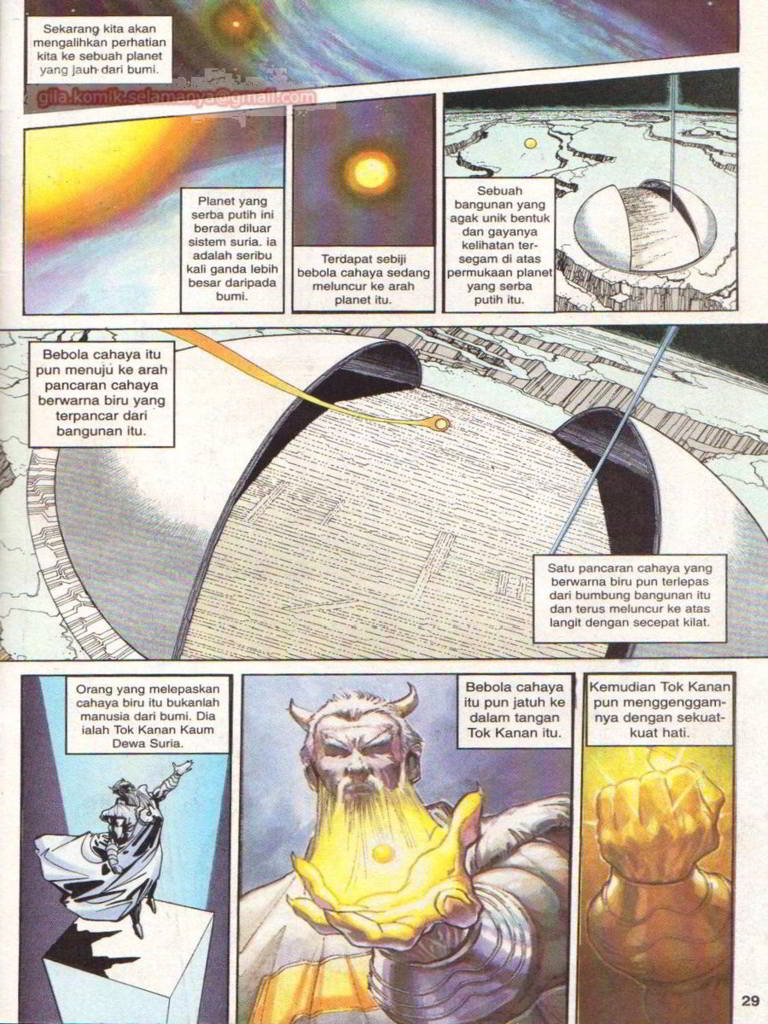 Sekarang kita akan
mengalihkan perhatian
kita ke sebuah planet
yang jauh dari bumi.
gila.komik.selamanya@gmail.com
Planet yang
serba putih ini
berada diluar
sistem suria. ia
adalah seribu
kali ganda lebih
besar daripada
bumi.
Terdapat sebiji
bebola cahaya sedang
meluncur ke arah
planet itu.
Sebuah
bangunan yang
agak unik bentuk
dan gayanya
kelihatan ter-
segam di atas
permukaan planet
yang serba
putih itu.
Bebola cahaya itu
pun menuju ke arah
pancaran cahaya
berwarna biru yang
terpancar dari
bangunan itu.
Satu pancaran cahaya yang
berwarna biru pun terlepas
dari bumbung bangunan itu
dan terus meluncur ke atas
langit dengan secepat kilat.
Orang yang melepaskan
cahaya biru itu bukanlah
manusia dari bumi. Dia
ialah Tok Kanan Kaum
Dewa Suria.
Bebola cahaya
itu pun jatuh ke
dalam tangan
Tok Kanan itu.
Kemudian Tok Kanan
pun menggenggam-
nya dengan sekuat-
kuat hati.
29